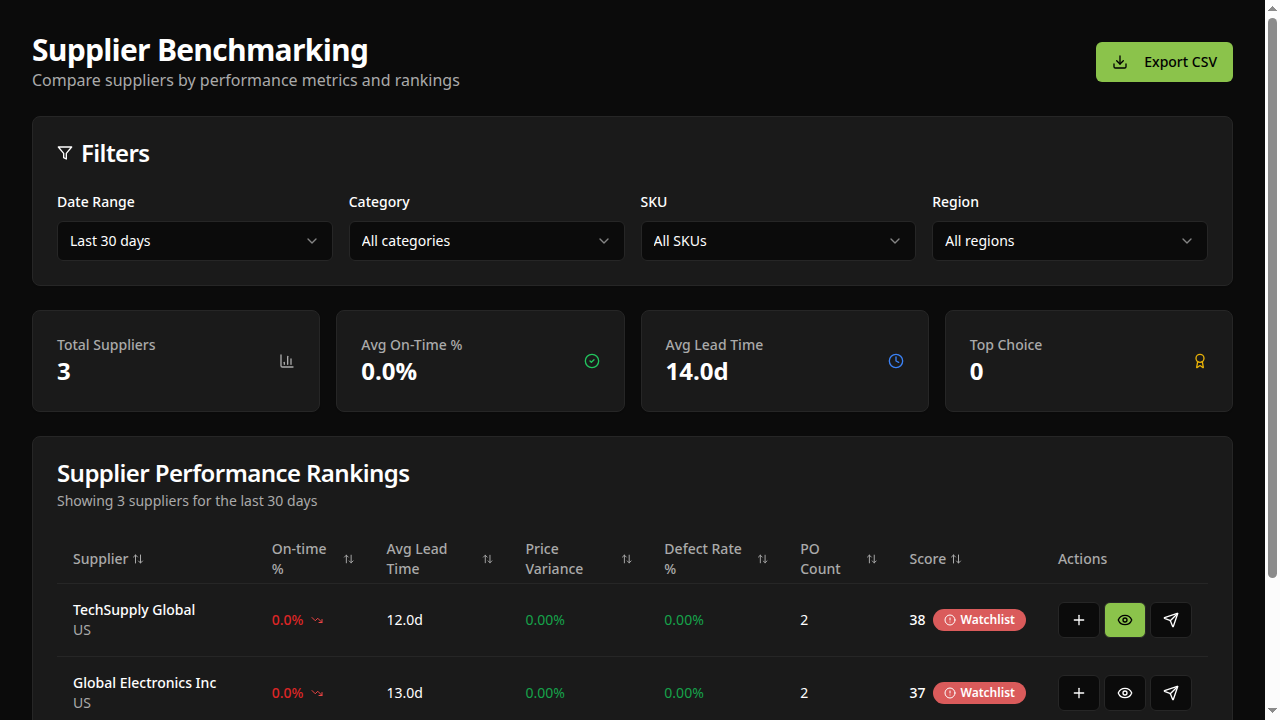 Supplier Benchmarking
Compare suppliers by performance metrics and rankings
Export CSV
Filters
Date Range
Category
SKU
Region
Last 30 days
All categories
All SKUs
All regions
Total Suppliers
3
Avg On-Time %
0.0%
Avg Lead Time
14.0d
Top Choice
0
Supplier Performance Rankings
Showing 3 suppliers for the last 30 days
Supplier
On-time
%
Avg Lead
Time
Price
Variance
Defect Rate
%
PO
Count
Score
Actions
TechSupply Global
US
0.0%
12.0d
0.00%
0.00%
2
38
Watchlist
Global Electronics Inc
US
0.0%
13.0d
0.00%
0.00%
2
37
Watchlist